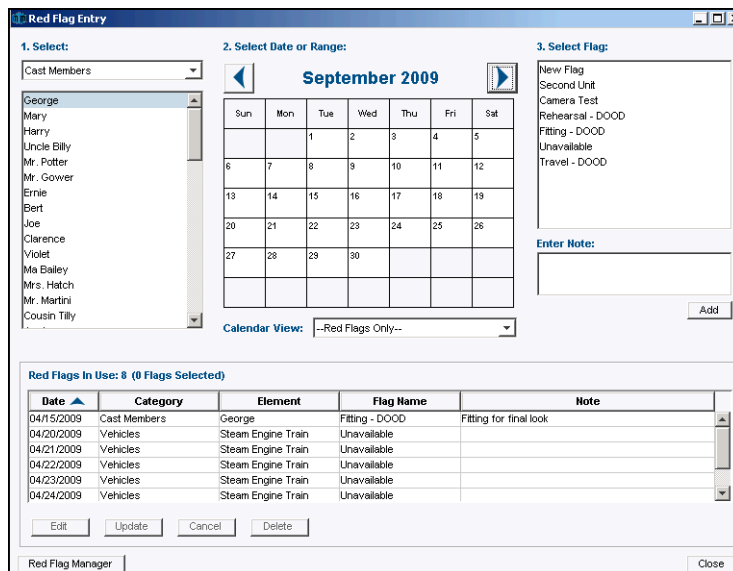 Red Flag Entry
1. Select:
Cast Members
George
Mary
Harry
Uncle Billy
Mr. Potter
Mr. Gower
Ernie
Bert
Joe
Clarence
Violet
Ma Bailey
Mrs. Hatch
Mr. Martini
Cousin Tilly
2. Select Date or Range:
September 2009
Sun Mon Tue Wed Thu Fri Sat
1 2 3 4 5
6 7 8 9 10 11 12
13 14 15 16 17 18 19
20 21 22 23 24 25 26
27 28 29 30
Calendar View: --Red Flags Only--
3. Select Flag:
New Flag
Second Unit
Camera Test
Rehearsal - DOOD
Fitting - DOOD
Unavailable
Travel - DOOD
Enter Note:
Add
Red Flags In Use: 8 (0 Flags Selected)
Date Category Element Flag Name Note
04/15/2009 Cast Members George Fitting - DOOD Fitting for final look
04/20/2009 Vehicles Steam Engine Train Unavailable
04/21/2009 Vehicles Steam Engine Train Unavailable
04/22/2009 Vehicles Steam Engine Train Unavailable
04/23/2009 Vehicles Steam Engine Train Unavailable
04/24/2009 Vehicles Steam Engine Train Unavailable
Edit Update Cancel Delete
Red Flag Manager Close